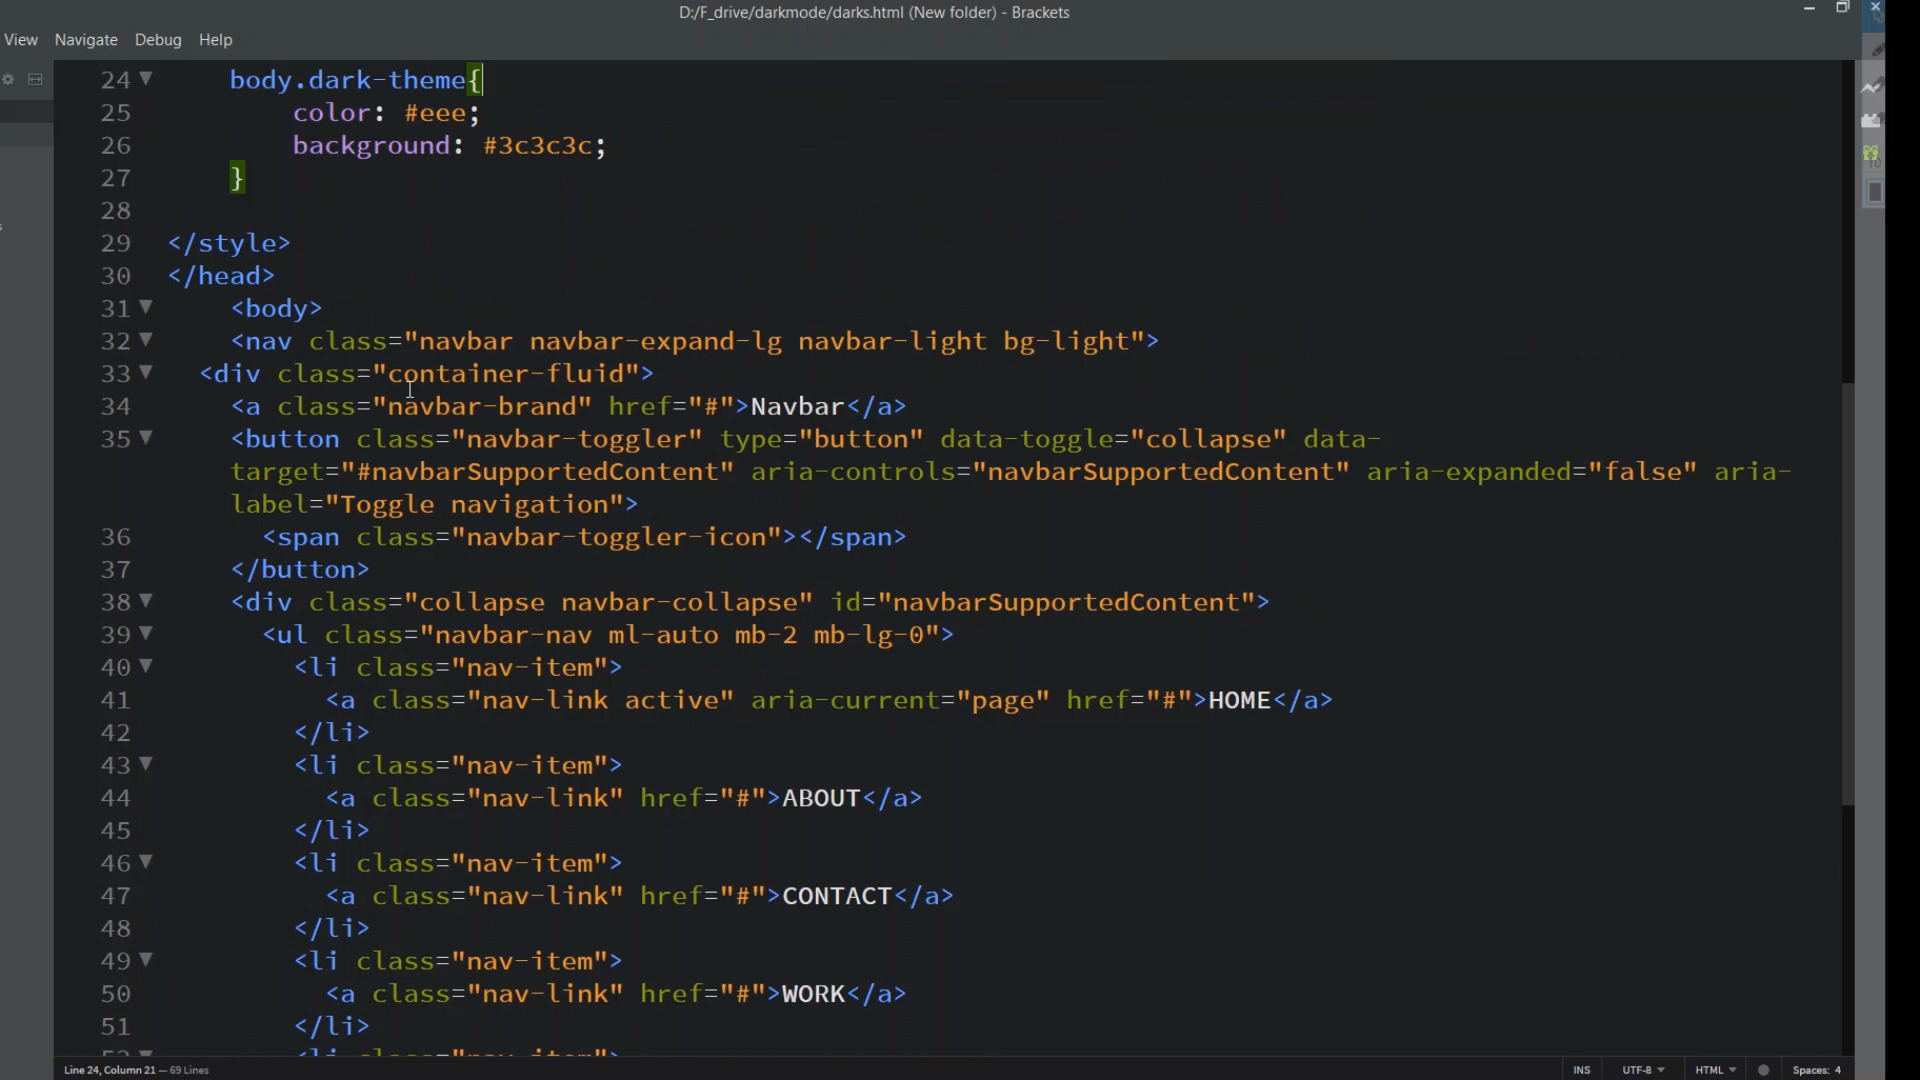 D:/F_drive/darkmode/darks.html (New folder) - Brackets
View Navigate Debug Help
24 body.dark-theme{
25 color: #eee;
26 background: #3c3c3c;
27 }
28
29 </style>
30 </head>
31 <body>
32 <nav class="navbar navbar-expand-lg navbar-light bg-light">
33 <div class="container-fluid">
34 <a class="navbar-brand" href="#">Navbar</a>
35 <button class="navbar-toggler" type="button" data-toggle="collapse" data-
target="#navbarSupportedContent" aria-controls="navbarSupportedContent" aria-expanded="false" aria-
label="Toggle navigation">
36 <span class="navbar-toggler-icon"></span>
37 </button>
38 <div class="collapse navbar-collapse" id="navbarSupportedContent">
39 <ul class="navbar-nav ml-auto mb-2 mb-lg-0">
40 <li class="nav-item">
41 <a class="nav-link active" aria-current="page" href="#">HOME</a>
42 </li>
43 <li class="nav-item">
44 <a class="nav-link" href="#">ABOUT</a>
45 </li>
46 <li class="nav-item">
47 <a class="nav-link" href="#">CONTACT</a>
48 </li>
49 <li class="nav-item">
50 <a class="nav-link" href="#">WORK</a>
51 </li>
52 <li class="nav-item">
Line 24, Column 21 — 69 Lines INS UTF-8 HTML Spaces: 4